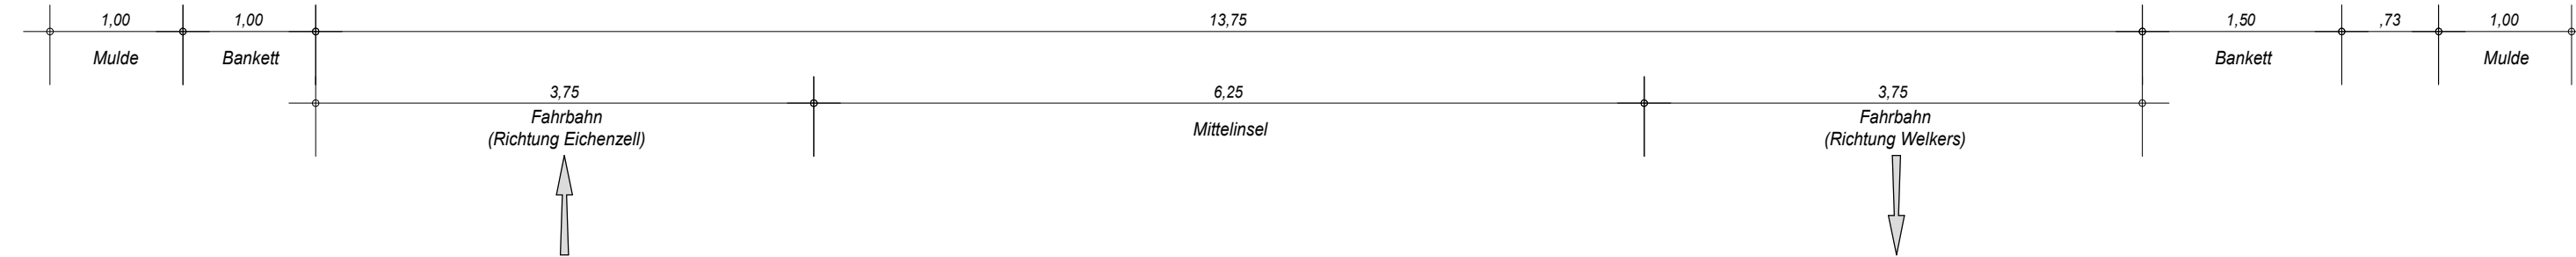 1,00 1,00 13,75 1,50 ,73 1,00
Mulde Bankett Bankett Mulde
3,75 6,25 3,75
Fahrbahn Mittelinsel Fahrbahn
(Richtung Eichenzell) (Richtung Welkers)